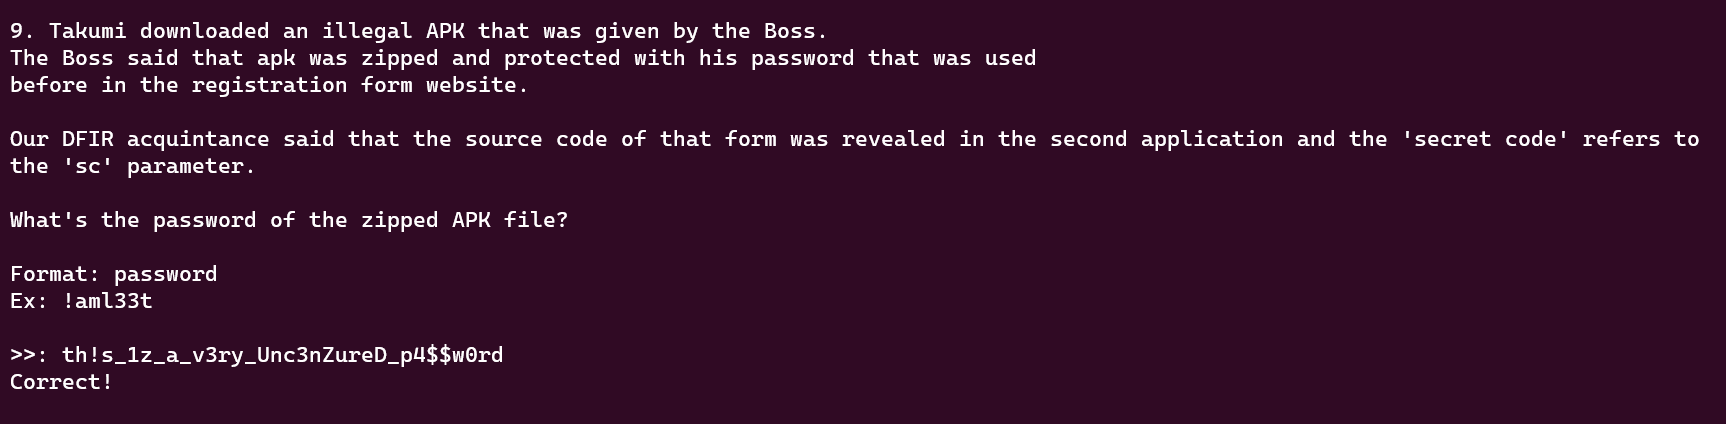 9. Takumi downloaded an illegal APK that was given by the Boss.
The Boss said that apk was zipped and protected with his password that was used
before in the registration form website.
Our DFIR acquintance said that the source code of that form was revealed in the second application and the 'secret code' refers to
the 'sc' parameter.
What's the password of the zipped APK file?
Format: password
Ex: !aml33t
>>: th!s_1z_a_v3ry_Unc3nZureD_p4$$w0rd
Correct!